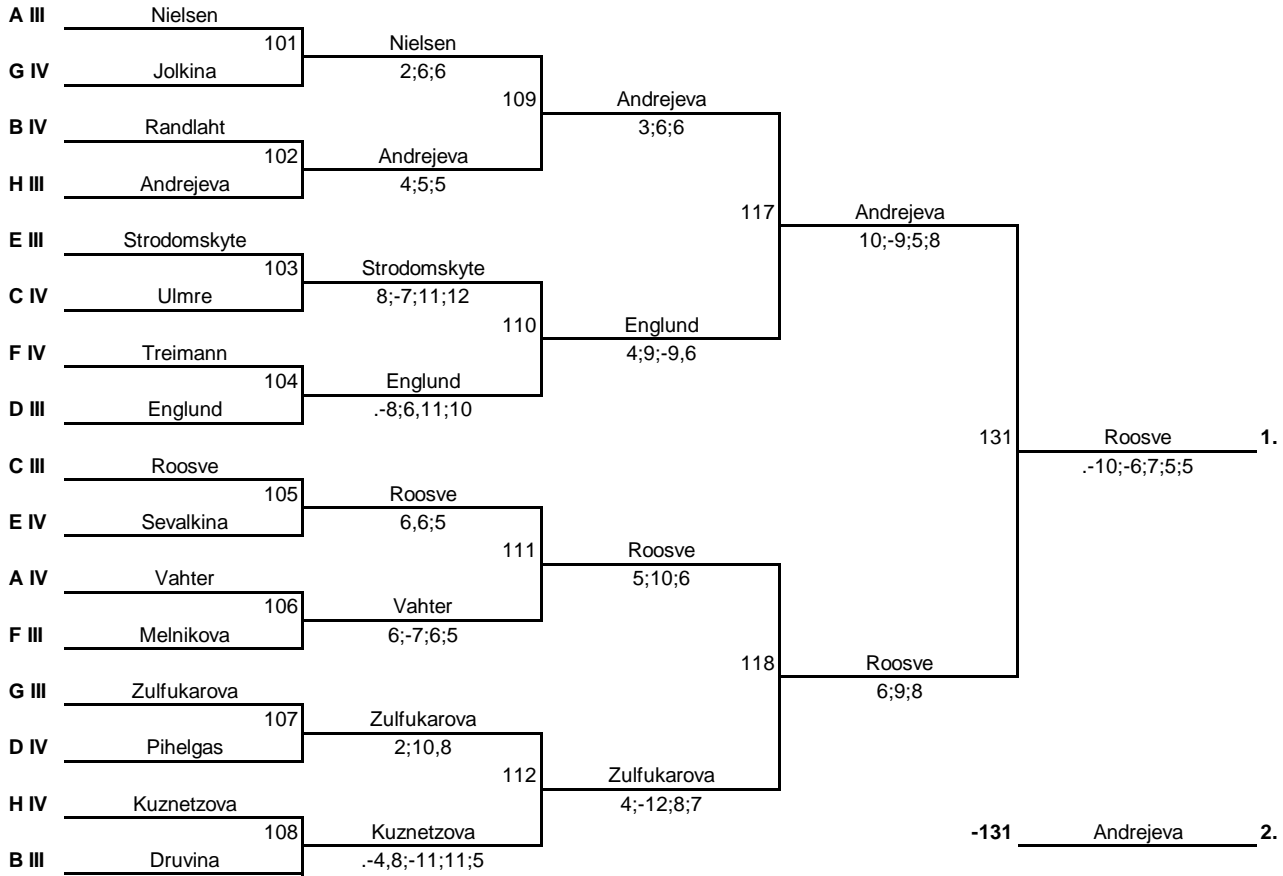 A III Nielsen
101 Nielsen
G IV Jolkina 2;6;6
109 Andrejeva
B IV Randlaht 3;6;6
102 Andrejeva
H III Andrejeva 4;5;5
117 Andrejeva
E III Strodomskyte 10;-9;5;8
103 Strodomskyte
C IV Ulmre 8;-7;11;12
110 Englund
F IV Treimann 4;9;-9,6
104 Englund
D III Englund .-8;6,11;10
131 Roosve 1.
C III Roosve .-10;-6;7;5;5
105 Roosve
E IV Sevalkina 6,6;5
111 Roosve
A IV Vahter 5;10;6
106 Vahter
F III Melnikova 6;-7;6;5
118 Roosve
G III Zulfukarova 6;9;8
107 Zulfukarova
D IV Pihelgas 2;10,8
112 Zulfukarova
H IV Kuznetzova 4;-12;8;7
108 Kuznetzova -131 Andrejeva 2.
B III Druvina .-4,8;-11;11;5